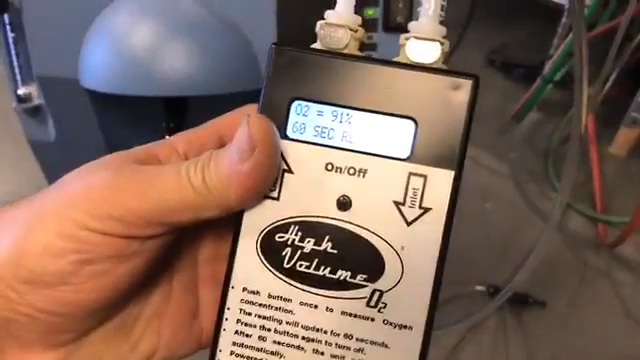 O2 = 91%
60 SEC
On/Off
Inlet
High
Volume
O2
• Push button once to measure Oxygen
concentration.
• The reading will update for 60 seconds.
• Press the button again to turn off.
• After 60 seconds, the unit
automatically.
• Powered